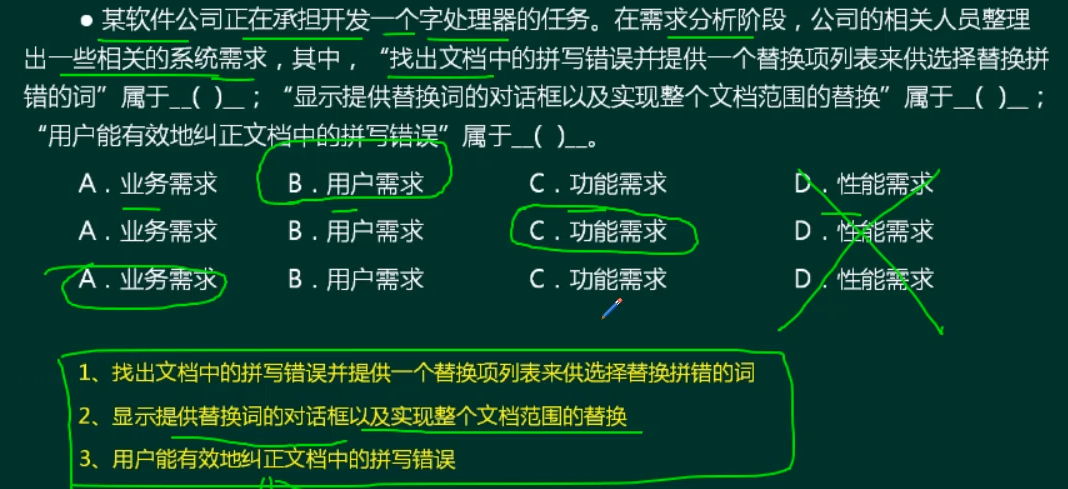 ● 某软件公司正在承担开发一个字处理器的任务。在需求分析阶段，公司的相关人员整理
出一些相关的系统需求，其中，“找出文档中的拼写错误并提供一个替换项列表来供选择替换拼
错的词”属于__( )__；“显示提供替换词的对话框以及实现整个文档范围的替换”属于__( )__；
“用户能有效地纠正文档中的拼写错误”属于__( )__。
A．业务需求 B．用户需求 C．功能需求 D．性能需求
A．业务需求 B．用户需求 C．功能需求 D．性能需求
A．业务需求 B．用户需求 C．功能需求 D．性能需求
1、找出文档中的拼写错误并提供一个替换项列表来供选择替换拼错的词
2、显示提供替换词的对话框以及实现整个文档范围的替换
3、用户能有效地纠正文档中的拼写错误